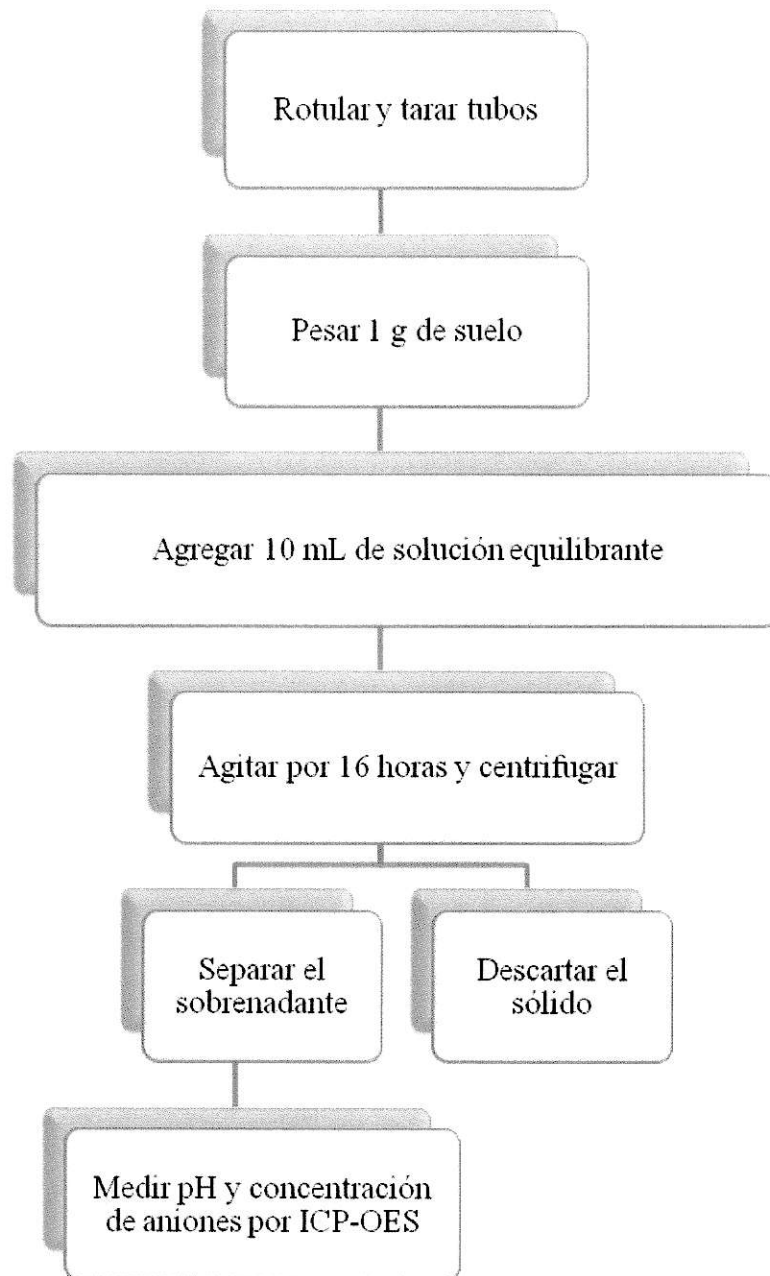 Rotular y tarar tubos
Pesar 1 g de suelo
Agregar 10 mL de solución equilibrante
Agitar por 16 horas y centrifugar
Separar el
sobrenadante
Descartar el
sólido
Medir pH y concentración
de aniones por ICP-OES